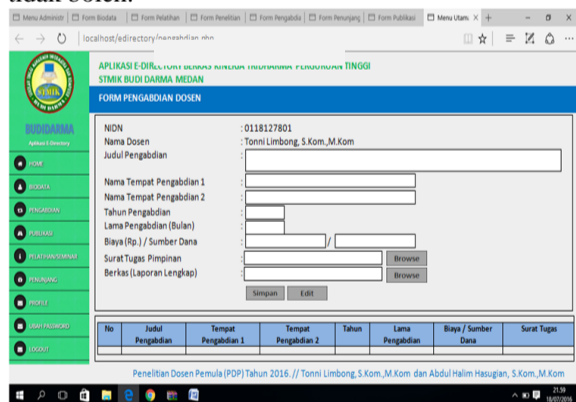 tidak boleh.
Menu Administr
Form Biodata
Form Pelatihan
Form Penelitian
Form Pengabdia
Form Penunjang
Form Publikasi
Menu Utama
localhost/edirectory/pengabdian.php
APLIKASI E-DIRECTORY BERKAS KINERJA TRIDHARMA PERGURUAN TINGGI
STMIK BUDI DARMA MEDAN
FORM PENGABDIAN DOSEN
STMIK
BUDI DARMA
BUDIDARMA
Aplikasi E-Directory
HOME
BIODATA
PENGABDIAN
PUBLIKASI
PELATIHAN/SEMINAR
PENUNJANG
PROFILE
UBAH PASSWORD
LOGOUT
NIDN : 0118127801
Nama Dosen : Tonni Limbong, S.Kom.,M.Kom
Judul Pengabdian :
Nama Tempat Pengabdian 1 :
Nama Tempat Pengabdian 2 :
Tahun Pengabdian :
Lama Pengabdian (Bulan) :
Biaya (Rp.) / Sumber Dana : /
Surat Tugas Pimpinan : Browse
Berkas (Laporan Lengkap) : Browse
Simpan Edit
No Judul Pengabdian Tempat Pengabdian 1 Tempat Pengabdian 2 Tahun Lama Pengabdian Biaya / Sumber Dana Surat Tugas
Penelitian Dosen Pemula (PDP) Tahun 2016. // Tonni Limbong, S.Kom.,M.Kom dan Abdul Halim Hasugian, S.Kom.,M.Kom
21.59
18/07/2016